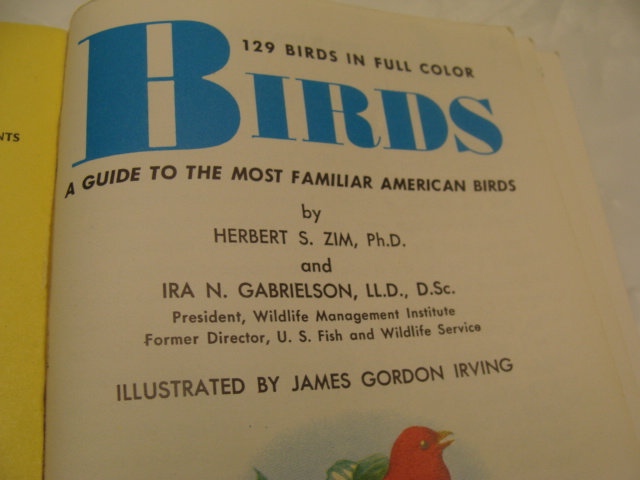 NTS
129 BIRDS IN FULL COLOR
BIRDS
A GUIDE TO THE MOST FAMILIAR AMERICAN BIRDS
by
HERBERT S. ZIM, Ph.D.
and
IRA N. GABRIELSON, LL.D., D.Sc.
President, Wildlife Management Institute
Former Director, U. S. Fish and Wildlife Service
ILLUSTRATED BY JAMES GORDON IRVING